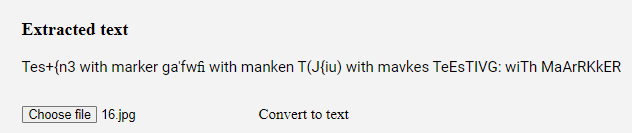 Extracted text
Tes+{n3 with marker ga'fwfi with manken T(J{iu) with mavkes TeEsTIVG: wiTh MaArRKkER
Choose file 16.jpg Convert to text